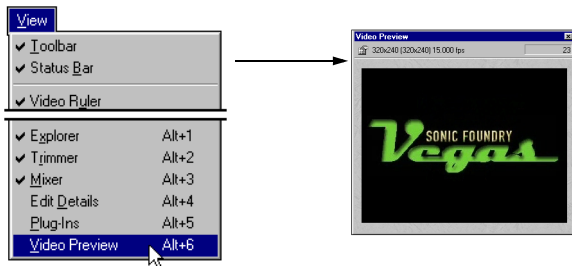 View
Toolbar
Status Bar
Video Ruler
Explorer Alt+1
Trimmer Alt+2
Mixer Alt+3
Edit Details Alt+4
Plug-Ins Alt+5
Video Preview Alt+6
Video Preview
320x240 (320x240) 15.000 fps 23
SONIC FOUNDRY
Vegas